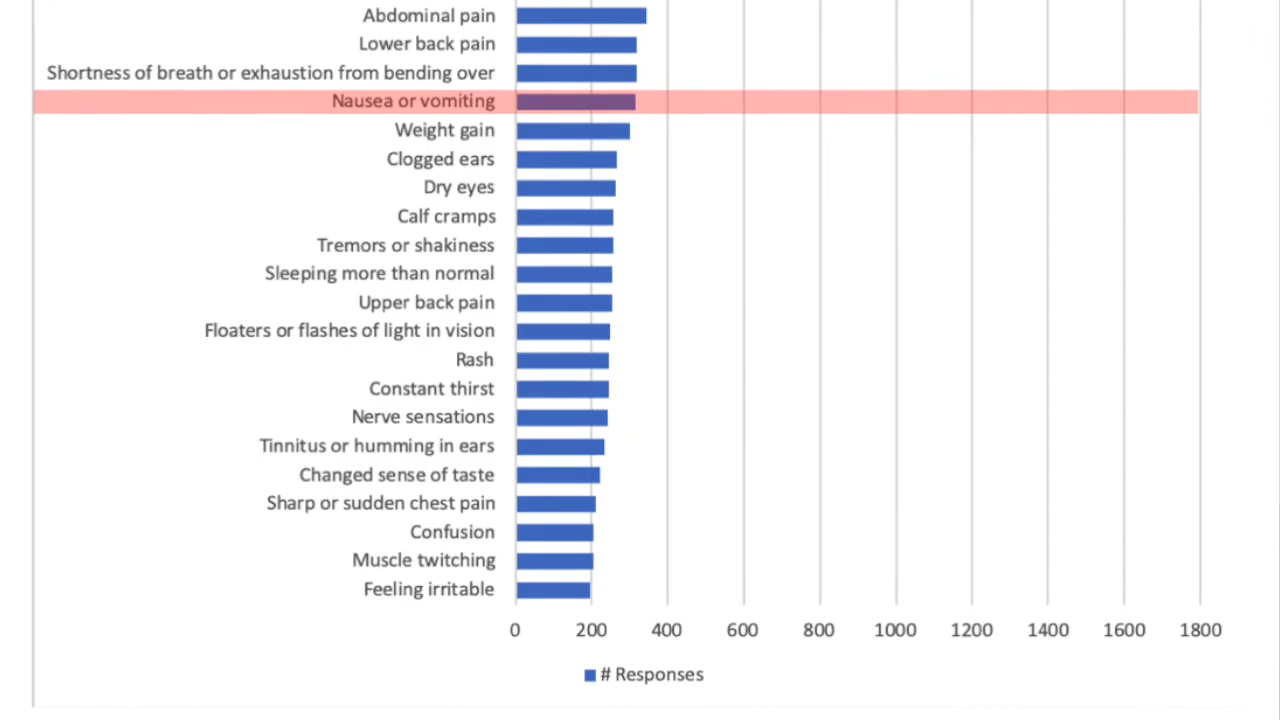 Abdominal pain
Lower back pain
Shortness of breath or exhaustion from bending over
Nausea or vomiting
Weight gain
Clogged ears
Dry eyes
Calf cramps
Tremors or shakiness
Sleeping more than normal
Upper back pain
Floaters or flashes of light in vision
Rash
Constant thirst
Nerve sensations
Tinnitus or humming in ears
Changed sense of taste
Sharp or sudden chest pain
Confusion
Muscle twitching
Feeling irritable
0 200 400 600 800 1000 1200 1400 1600 1800
# Responses